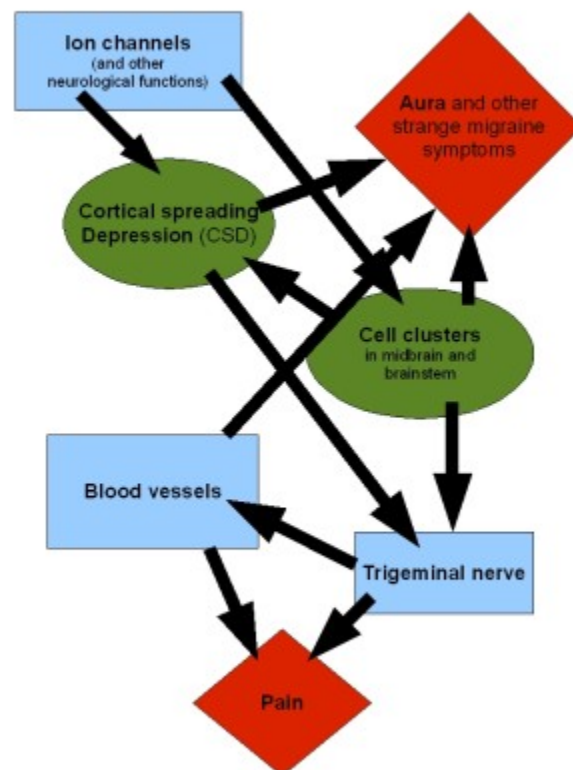 Ion channels
(and other
neurological functions)
Aura and other
strange migraine
symptoms
Cortical spreading
Depression (CSD)
Cell clusters
in midbrain and
brainstem
Blood vessels
Trigeminal nerve
Pain